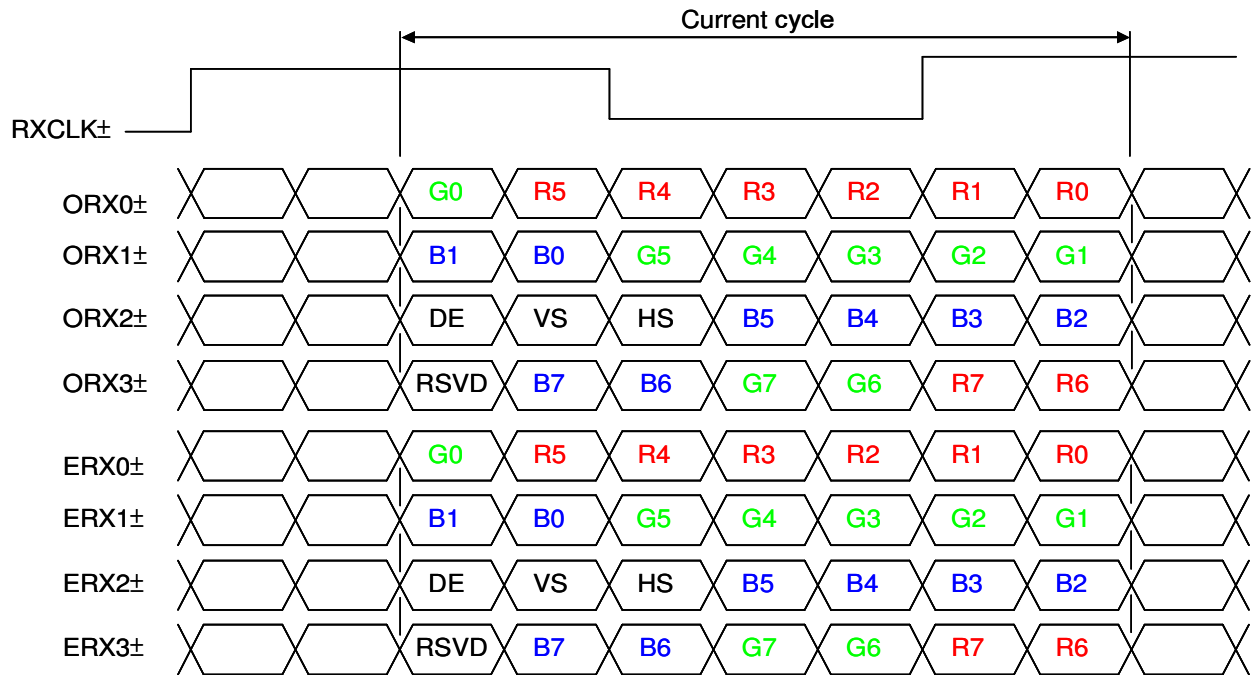 Current cycle
RXCLK±
ORX0± G0 R5 R4 R3 R2 R1 R0
ORX1± B1 B0 G5 G4 G3 G2 G1
ORX2± DE VS HS B5 B4 B3 B2
ORX3± RSVD B7 B6 G7 G6 R7 R6
ERX0± G0 R5 R4 R3 R2 R1 R0
ERX1± B1 B0 G5 G4 G3 G2 G1
ERX2± DE VS HS B5 B4 B3 B2
ERX3± RSVD B7 B6 G7 G6 R7 R6